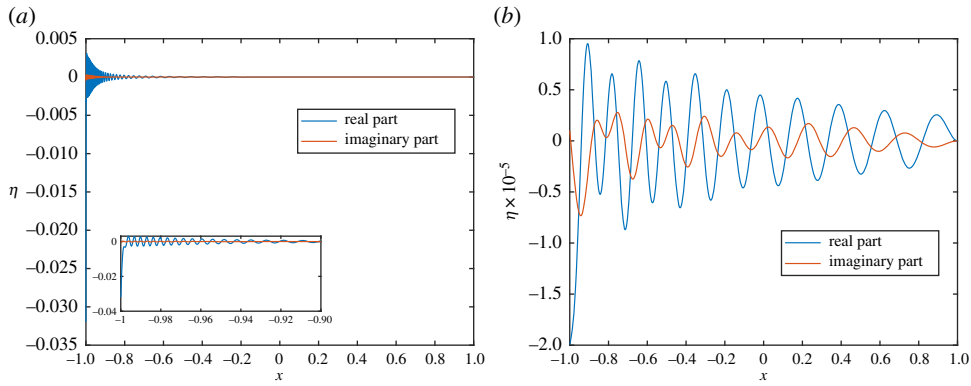 (a)
0.005
0
−0.005
−0.010
−0.015
η
−0.020
−0.025
−0.030
−0.035
real part
imaginary part
0
−0.02
−0.04
−1 −0.98 −0.96 −0.94 −0.92 −0.90
−1.0 −0.8 −0.6 −0.4 −0.2 0 0.2 0.4 0.6 0.8 1.0
x
(b)
1.0
0.5
0
η × 10⁻⁵
−0.5
−1.0
−1.5
−2.0
real part
imaginary part
−1.0 −0.8 −0.6 −0.4 −0.2 0 0.2 0.4 0.6 0.8 1.0
x